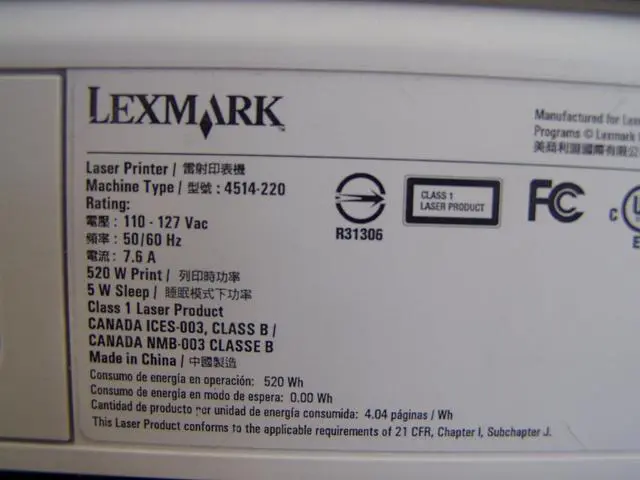 LEXMARK
Manufactured for Lex
Programs © Lexmark
美商利盟國際有限公
Laser Printer / 雷射印表機
Machine Type / 型號 : 4514-220
Rating:
電壓 : 110 - 127 Vac
頻率 : 50/60 Hz
電流 : 7.6 A
520 W Print / 列印時功率
5 W Sleep / 睡眠模式下功率
Class 1 Laser Product
CANADA ICES-003, CLASS B /
CANADA NMB-003 CLASSE B
Made in China / 中國製造
R31306
CLASS 1
LASER PRODUCT
FC
C U
E
Consumo de energía en operación: 520 Wh
Consumo de energía en modo de espera: 0.00 Wh
Cantidad de producto por unidad de energía consumida: 4.04 páginas / Wh
This Laser Product conforms to the applicable requirements of 21 CFR, Chapter I, Subchapter J.